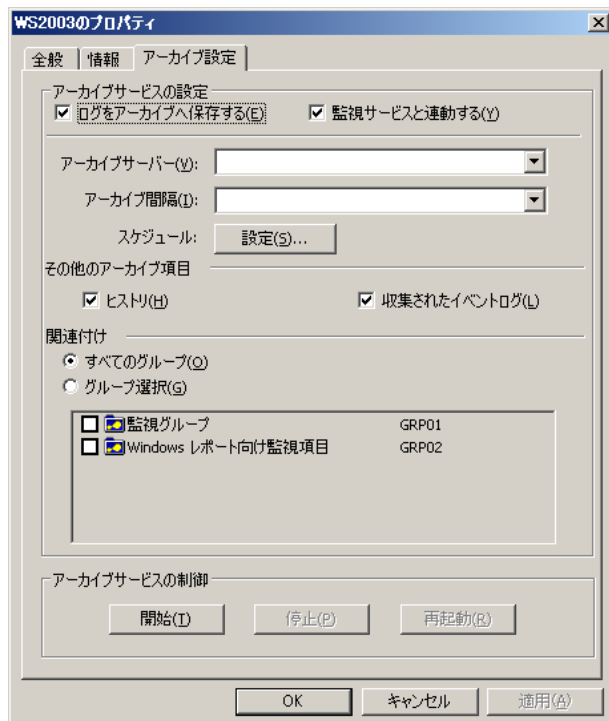 WS2003のプロパティ
全般 情報 アーカイブ設定
アーカイブサービスの設定
ログをアーカイブへ保存する(E) 監視サービスと連動する(Y)
アーカイブサーバー(V):
アーカイブ間隔(I):
スケジュール: 設定(S)...
その他のアーカイブ項目
ヒストリ(H) 収集されたイベントログ(L)
関連付け
すべてのグループ(O)
グループ選択(G)
監視グループ GRP01
Windows レポート向け監視項目 GRP02
アーカイブサービスの制御
開始(T) 停止(P) 再起動(R)
OK キャンセル 適用(A)